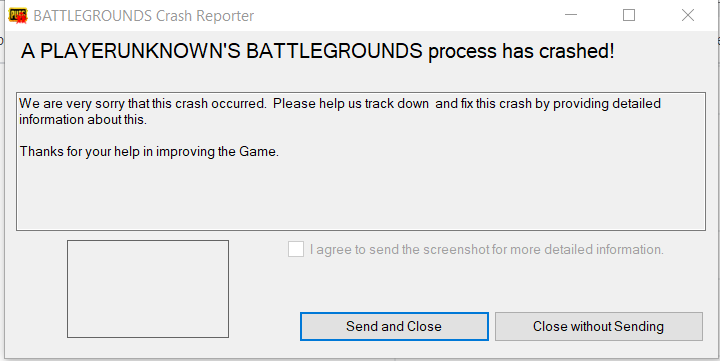 BATTLEGROUNDS Crash Reporter
A PLAYERUNKNOWN'S BATTLEGROUNDS process has crashed!
We are very sorry that this crash occurred.  Please help us track down  and fix this crash by providing detailed
information about this.
Thanks for your help in improving the Game.
I agree to send the screenshot for more detailed information.
Send and Close
Close without Sending